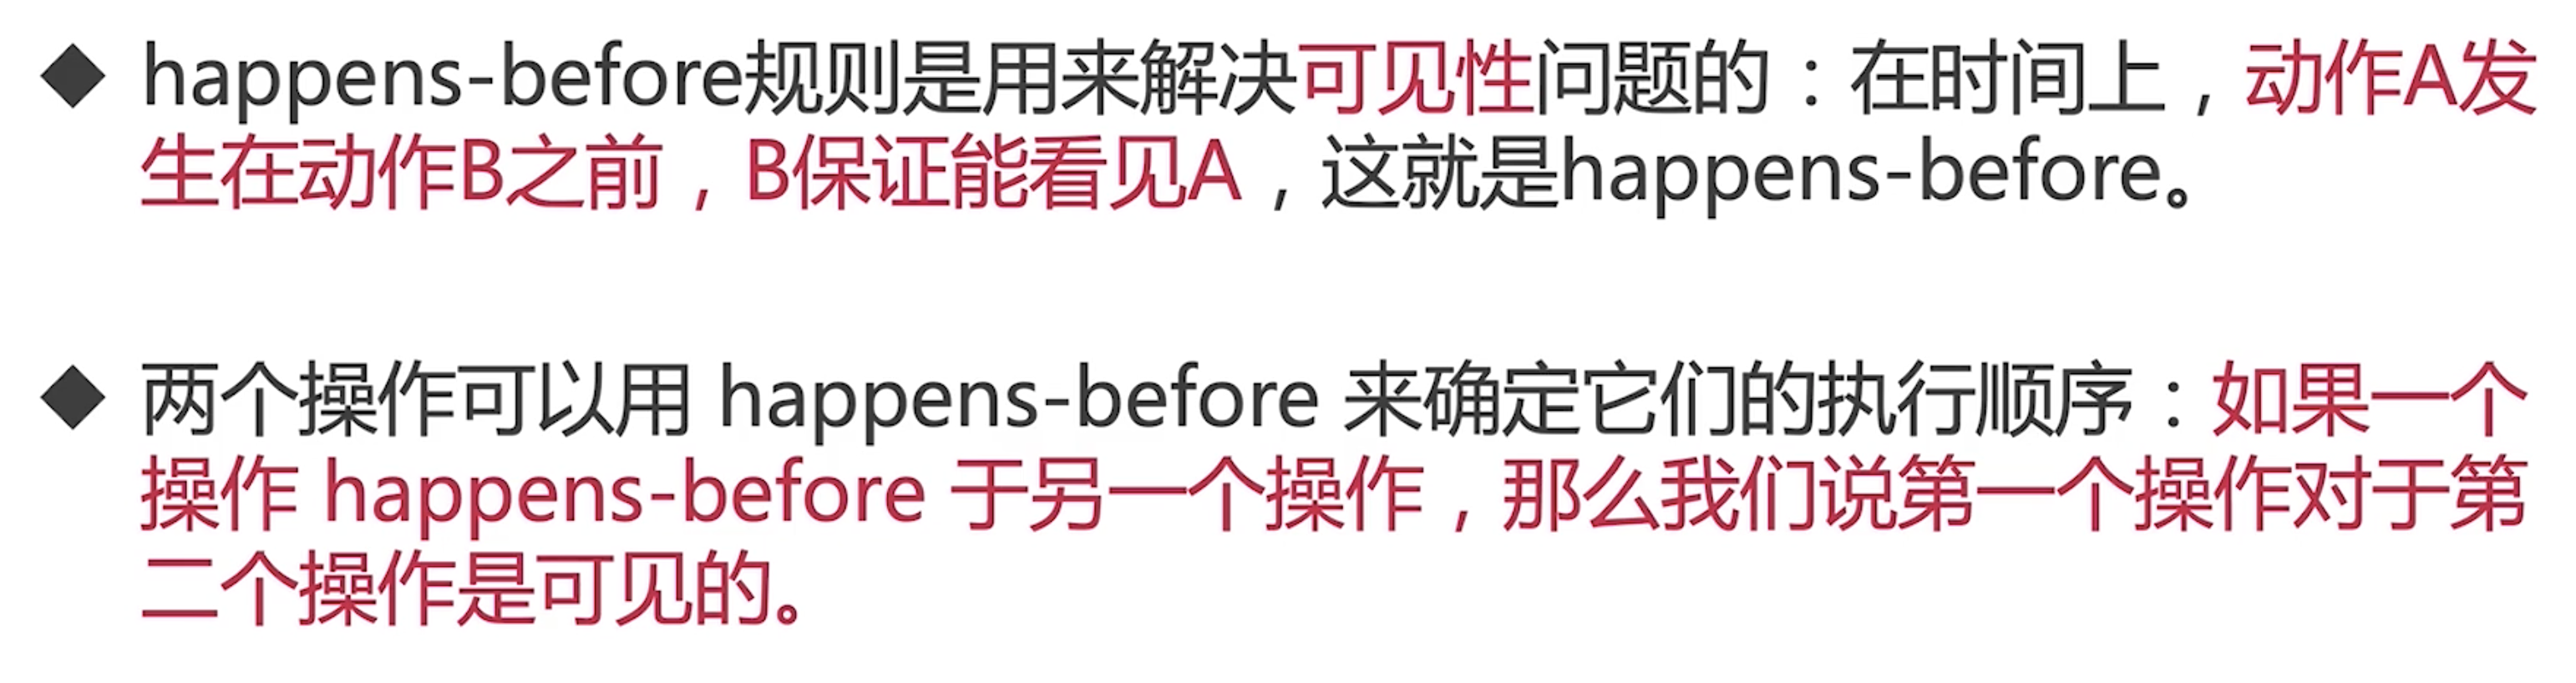 ◆ happens-before规则是用来解决可见性问题的：在时间上，动作A发
生在动作B之前，B保证能看见A，这就是happens-before。
◆ 两个操作可以用 happens-before 来确定它们的执行顺序：如果一个
操作 happens-before 于另一个操作，那么我们说第一个操作对于第
二个操作是可见的。